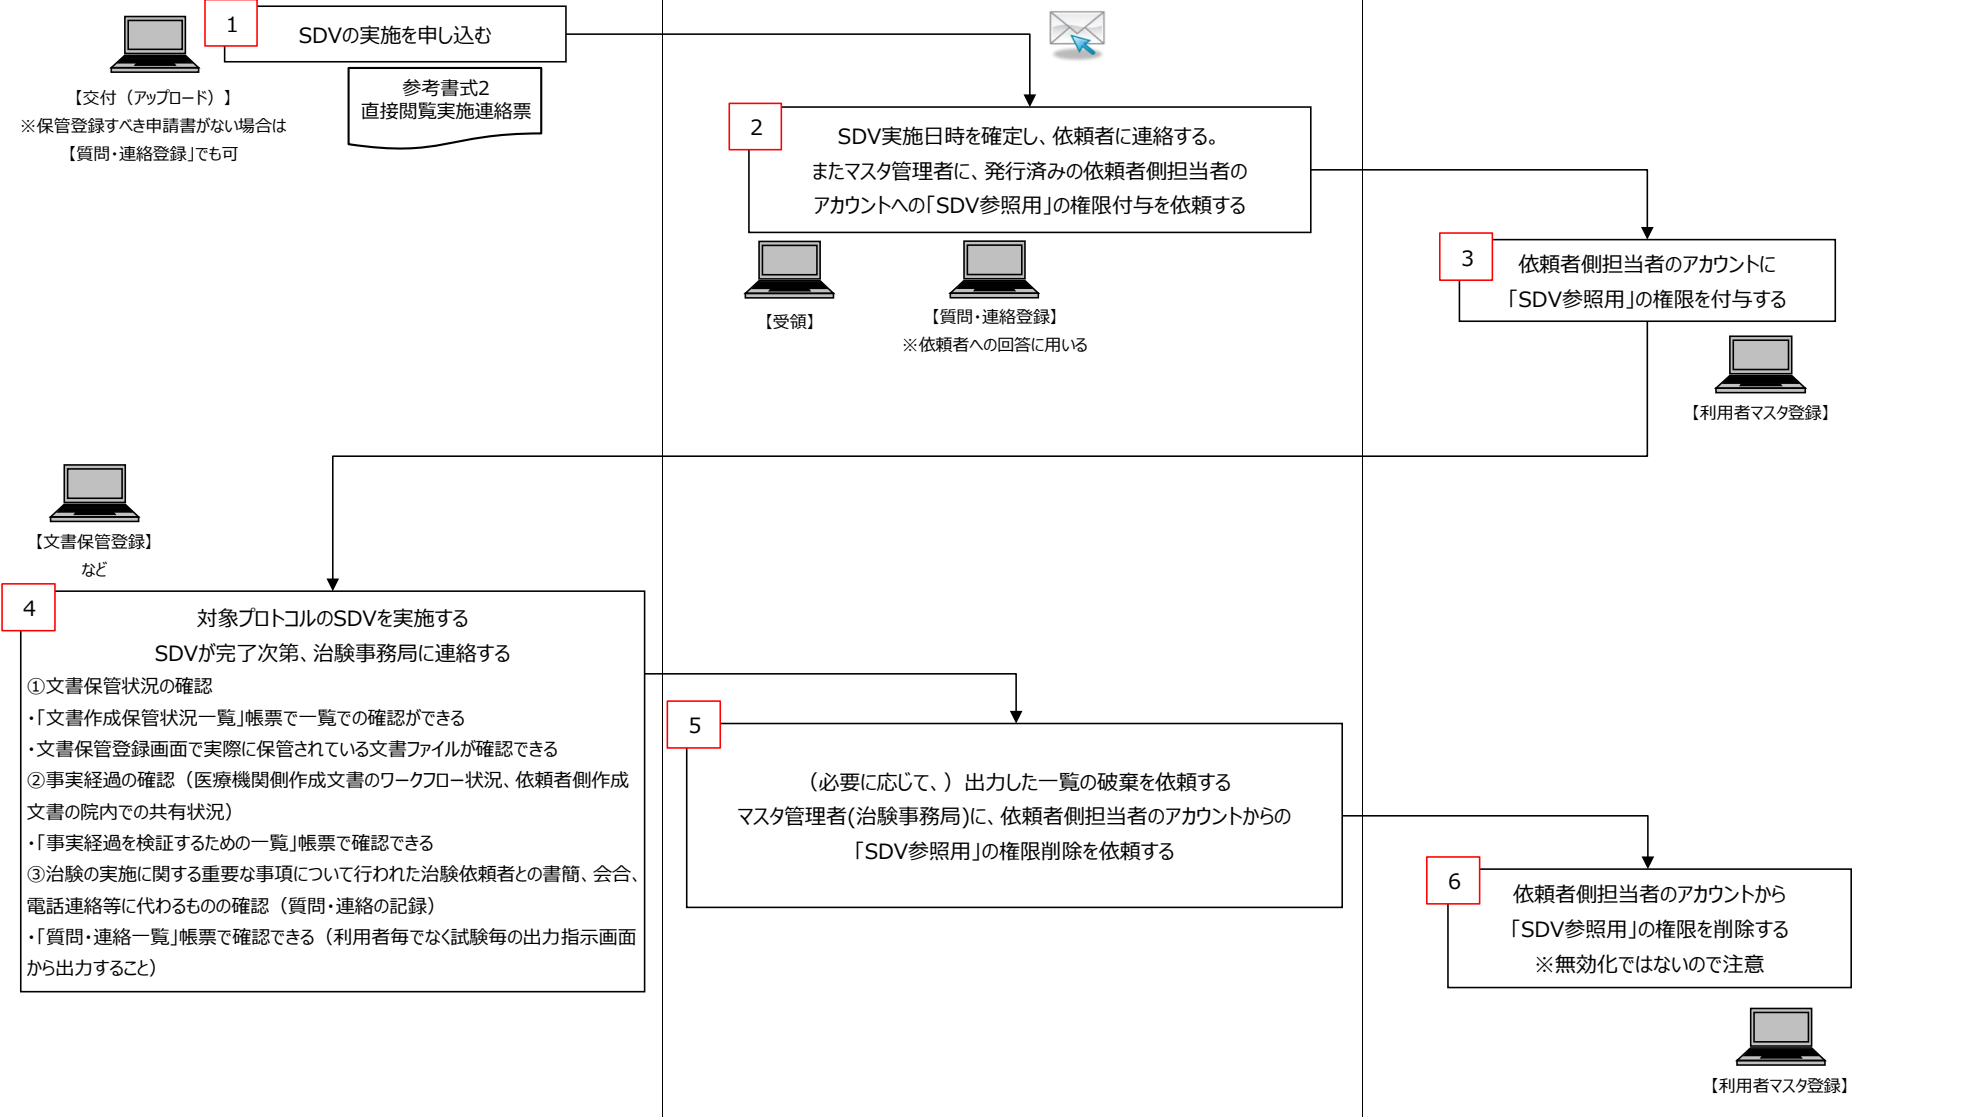 1
SDVの実施を申し込む
参考書式2
直接閲覧実施連絡票
【交付（アップロード）】
※保管登録すべき申請書がない場合は
【質問・連絡登録」でも可
2
SDV実施日時を確定し、依頼者に連絡する。
またマスタ管理者に、発行済みの依頼者側担当者の
アカウントへの「SDV参照用」の権限付与を依頼する
【受領】
【質問・連絡登録】
※依頼者への回答に用いる
3
依頼者側担当者のアカウントに
「SDV参照用」の権限を付与する
【利用者マスタ登録】
【文書保管登録】
など
4
対象プロトコルのSDVを実施する
SDVが完了次第、治験事務局に連絡する
①文書保管状況の確認
・「文書作成保管状況一覧」帳票で一覧での確認ができる
・文書保管登録画面で実際に保管されている文書ファイルが確認できる
②事実経過の確認（医療機関側作成文書のワークフロー状況、依頼者側作成
文書の院内での共有状況）
・「事実経過を検証するための一覧」帳票で確認できる
③治験の実施に関する重要な事項について行われた治験依頼者との書簡、会合、
電話連絡等に代わるものの確認（質問・連絡の記録）
・「質問・連絡一覧」帳票で確認できる（利用者毎でなく試験毎の出力指示画面
から出力すること）
5
（必要に応じて、）出力した一覧の破棄を依頼する
マスタ管理者(治験事務局)に、依頼者側担当者のアカウントからの
「SDV参照用」の権限削除を依頼する
6
依頼者側担当者のアカウントから
「SDV参照用」の権限を削除する
※無効化ではないので注意
【利用者マスタ登録】